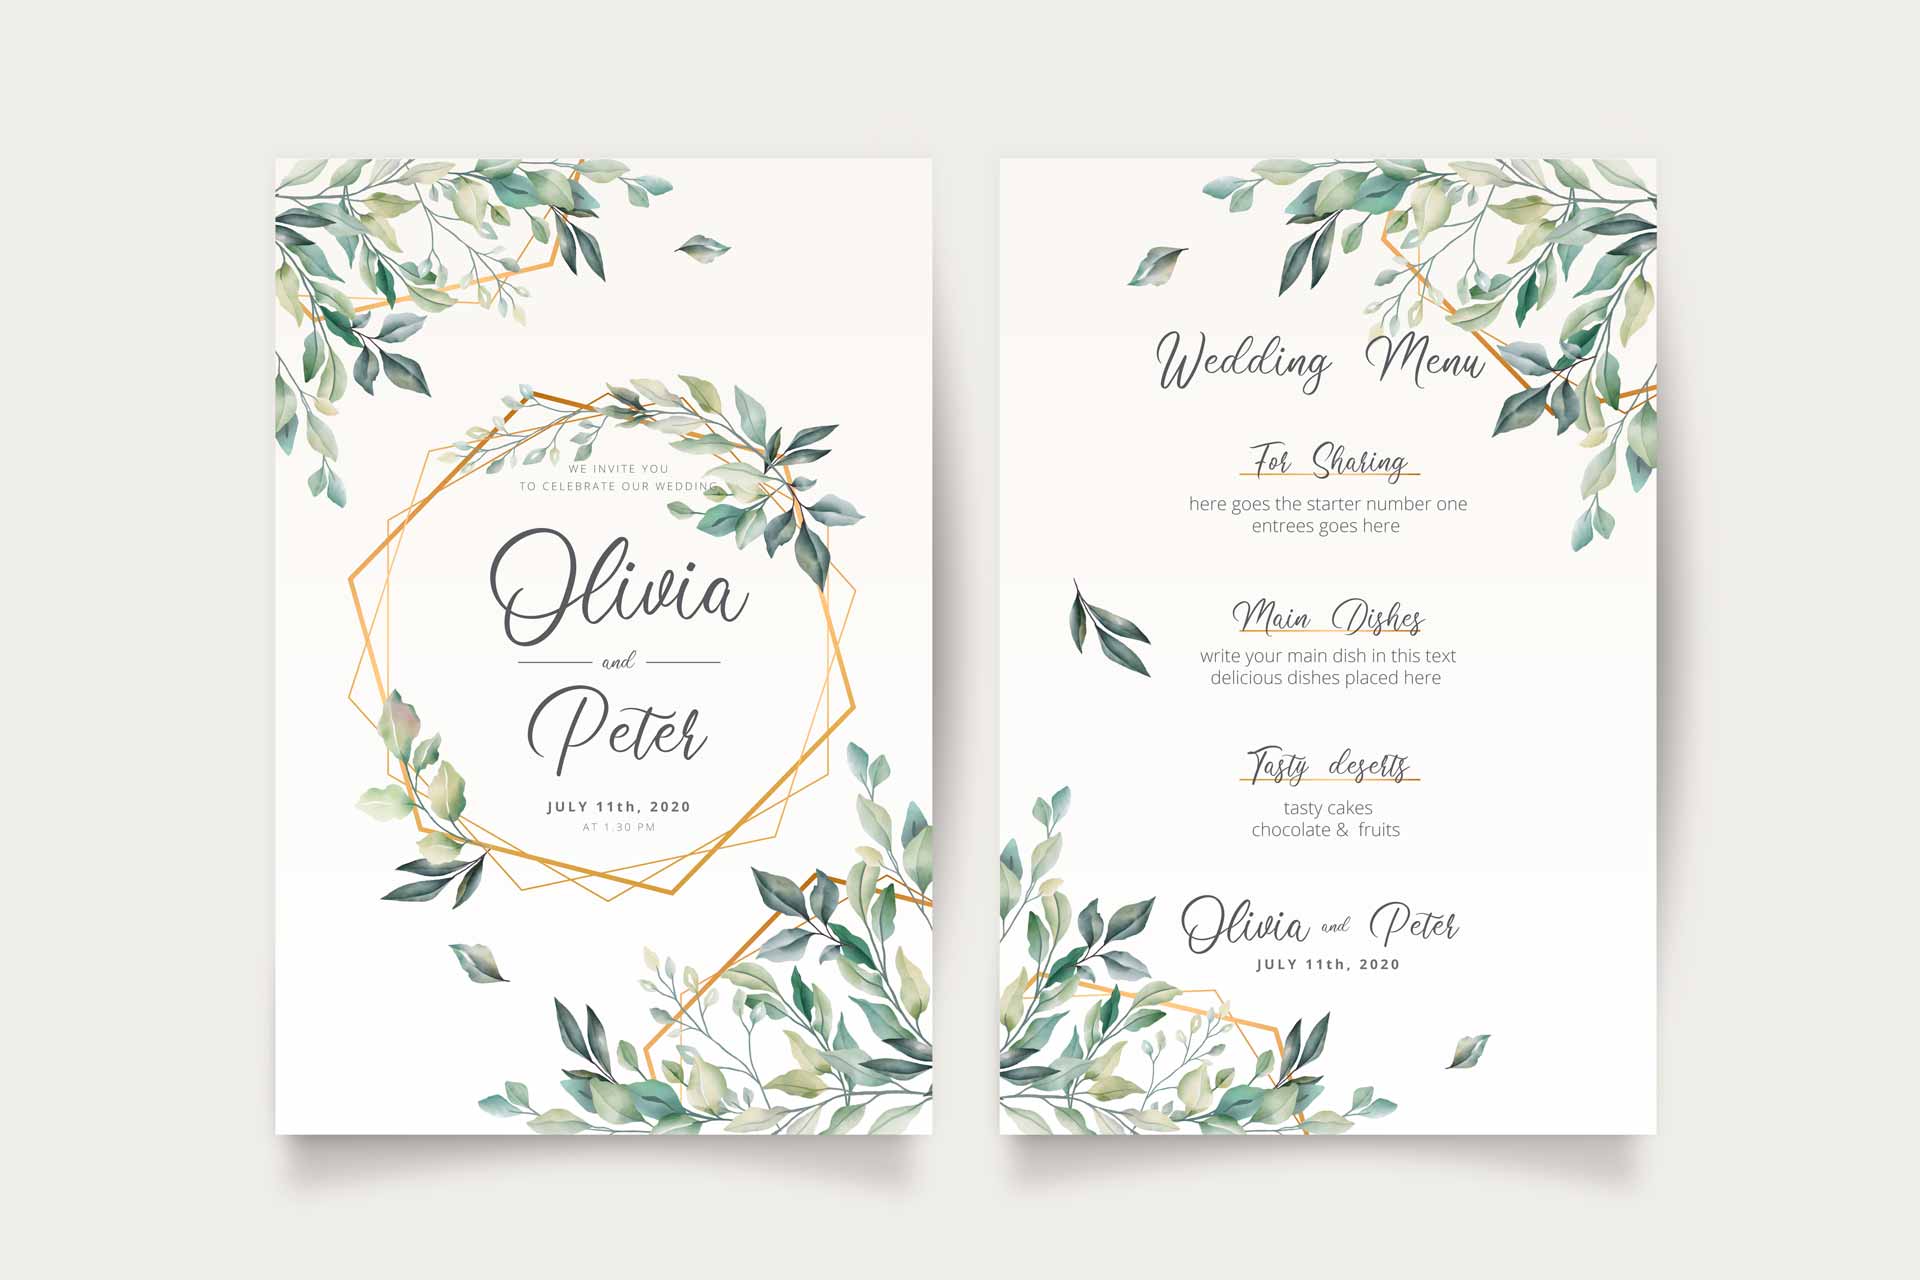 WE INVITE YOU
TO CELEBRATE OUR WEDDING
Olivia
and
Peter
JULY 11th, 2020
AT 1.30 PM
Wedding Menu
For Sharing
here goes the starter number one
entrees goes here
Main Dishes
write your main dish in this text
delicious dishes placed here
Tasty deserts
tasty cakes
chocolate & fruits
Olivia and Peter
JULY 11th, 2020